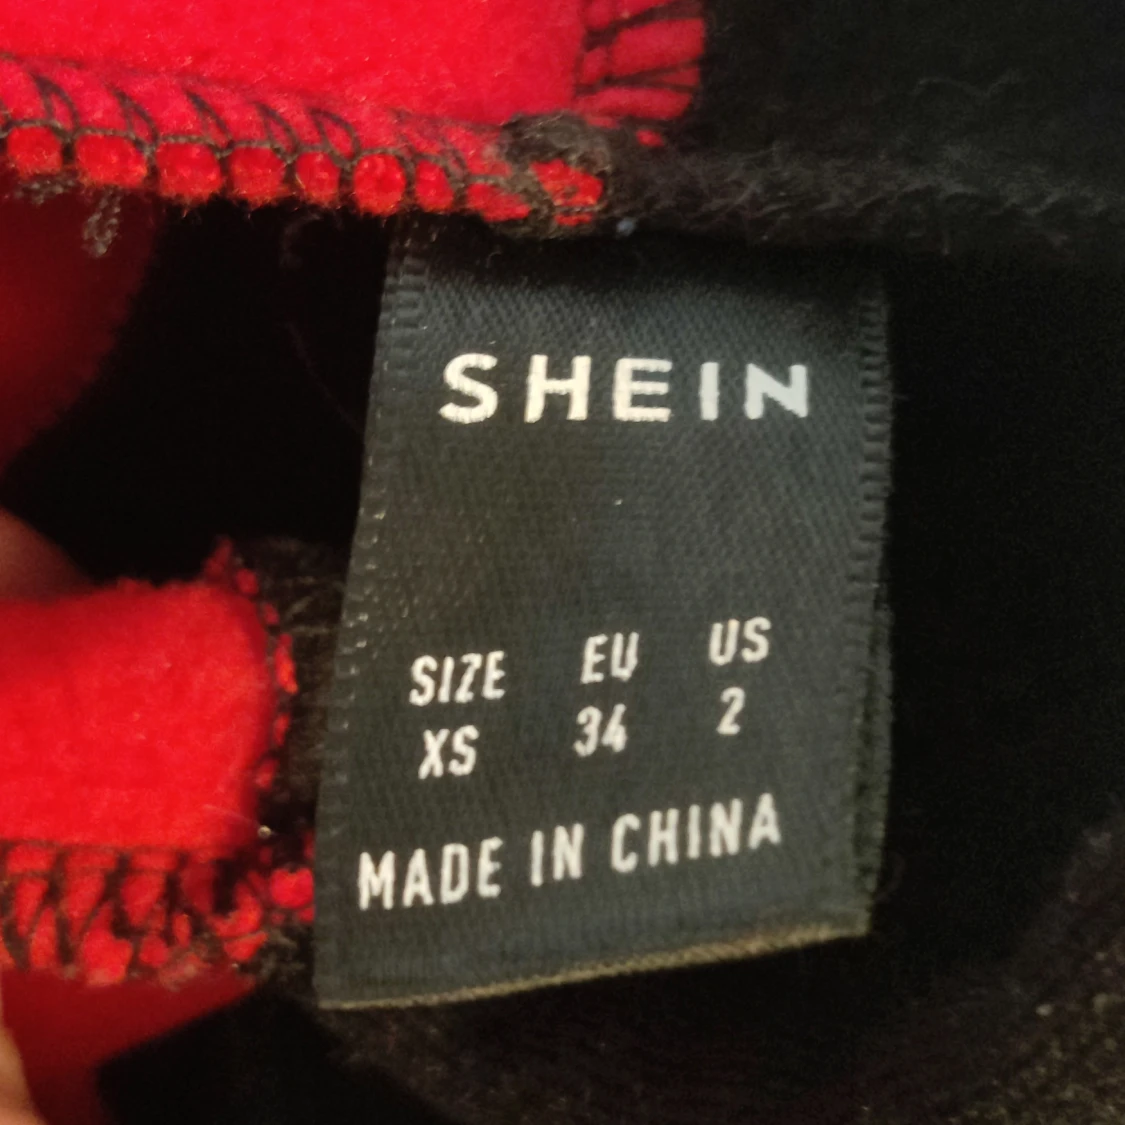 SHEIN
SIZE EU US
XS 34 2
MADE IN CHINA